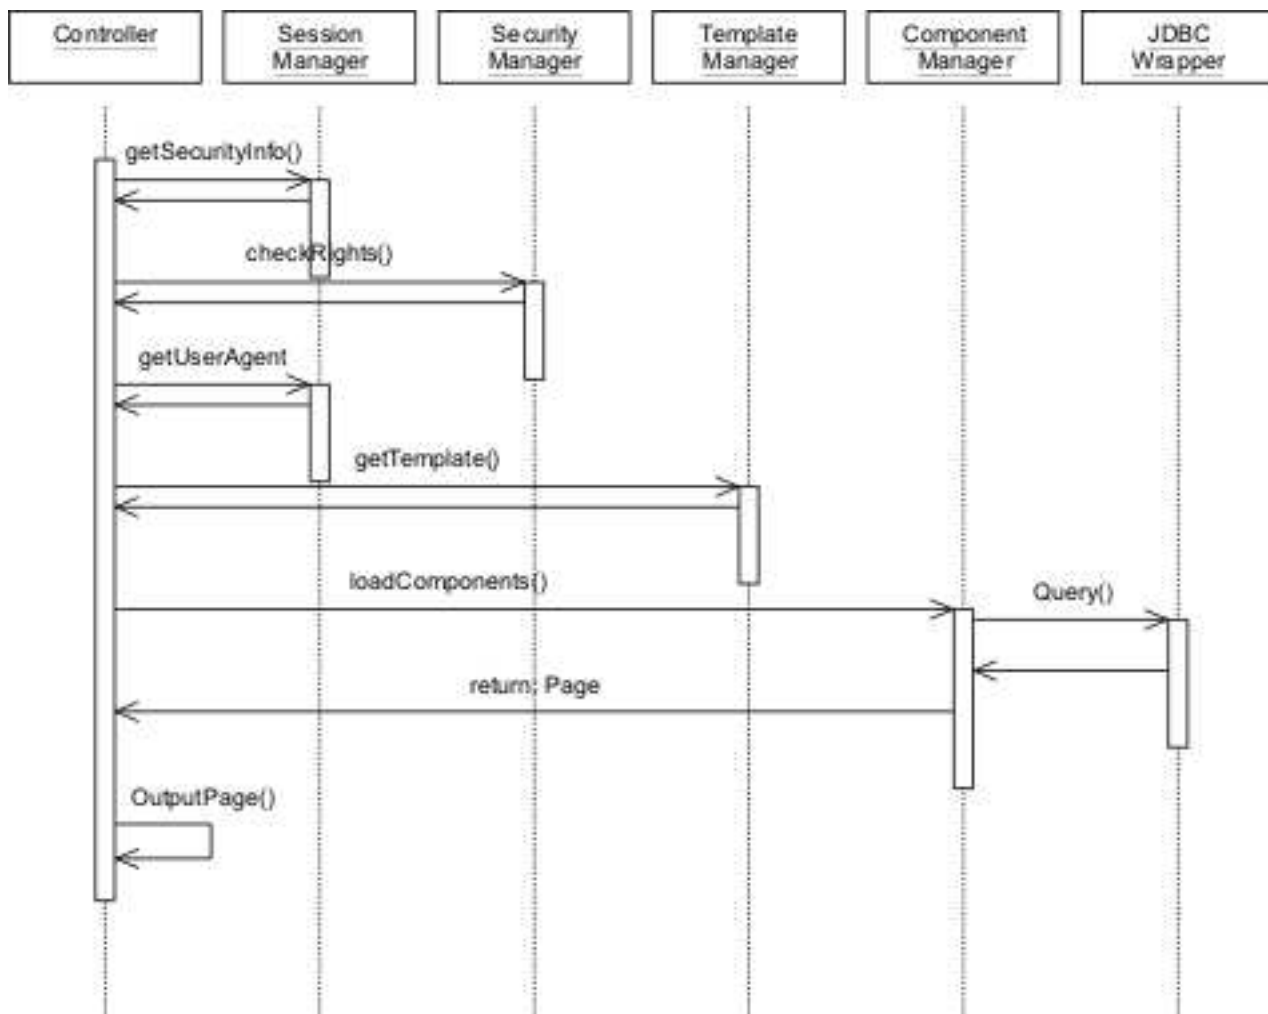 Controller
Session
Manager
Security
Manager
Template
Manager
Component
Manager
JDBC
Wrapper
getSecurityInfo()
checkRights()
getUserAgent
getTemplate()
loadComponents()
Query()
return: Page
OutputPage()